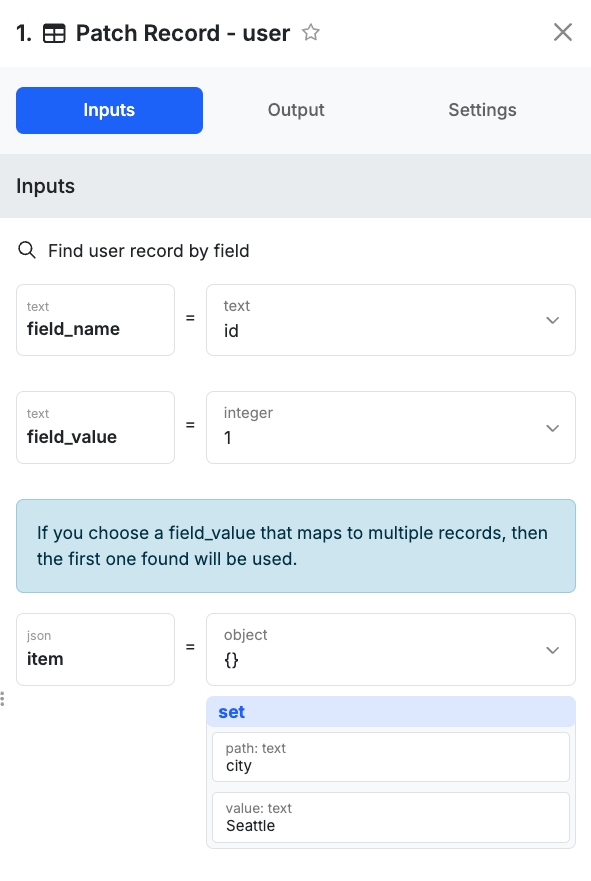 1. Patch Record - user
Inputs
Output
Settings
Inputs
Find user record by field
text
field_name
=
text
id
text
field_value
=
integer
1
If you choose a field_value that maps to multiple records, then
the first one found will be used.
json
item
=
object
{}
set
path: text
city
value: text
Seattle